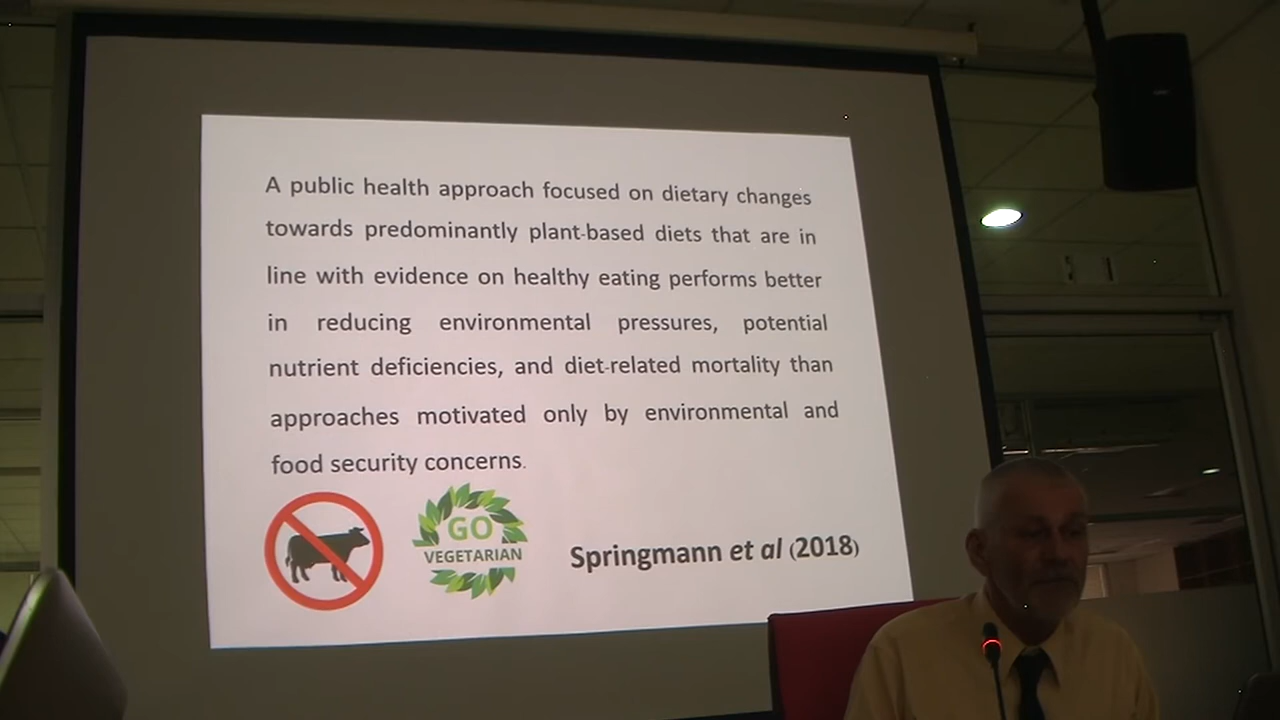 A public health approach focused on dietary changes
towards predominantly plant-based diets that are in
line with evidence on healthy eating performs better
in reducing environmental pressures, potential
nutrient deficiencies, and diet-related mortality than
approaches motivated only by environmental and
food security concerns.
GO
VEGETARIAN
Springmann et al (2018)